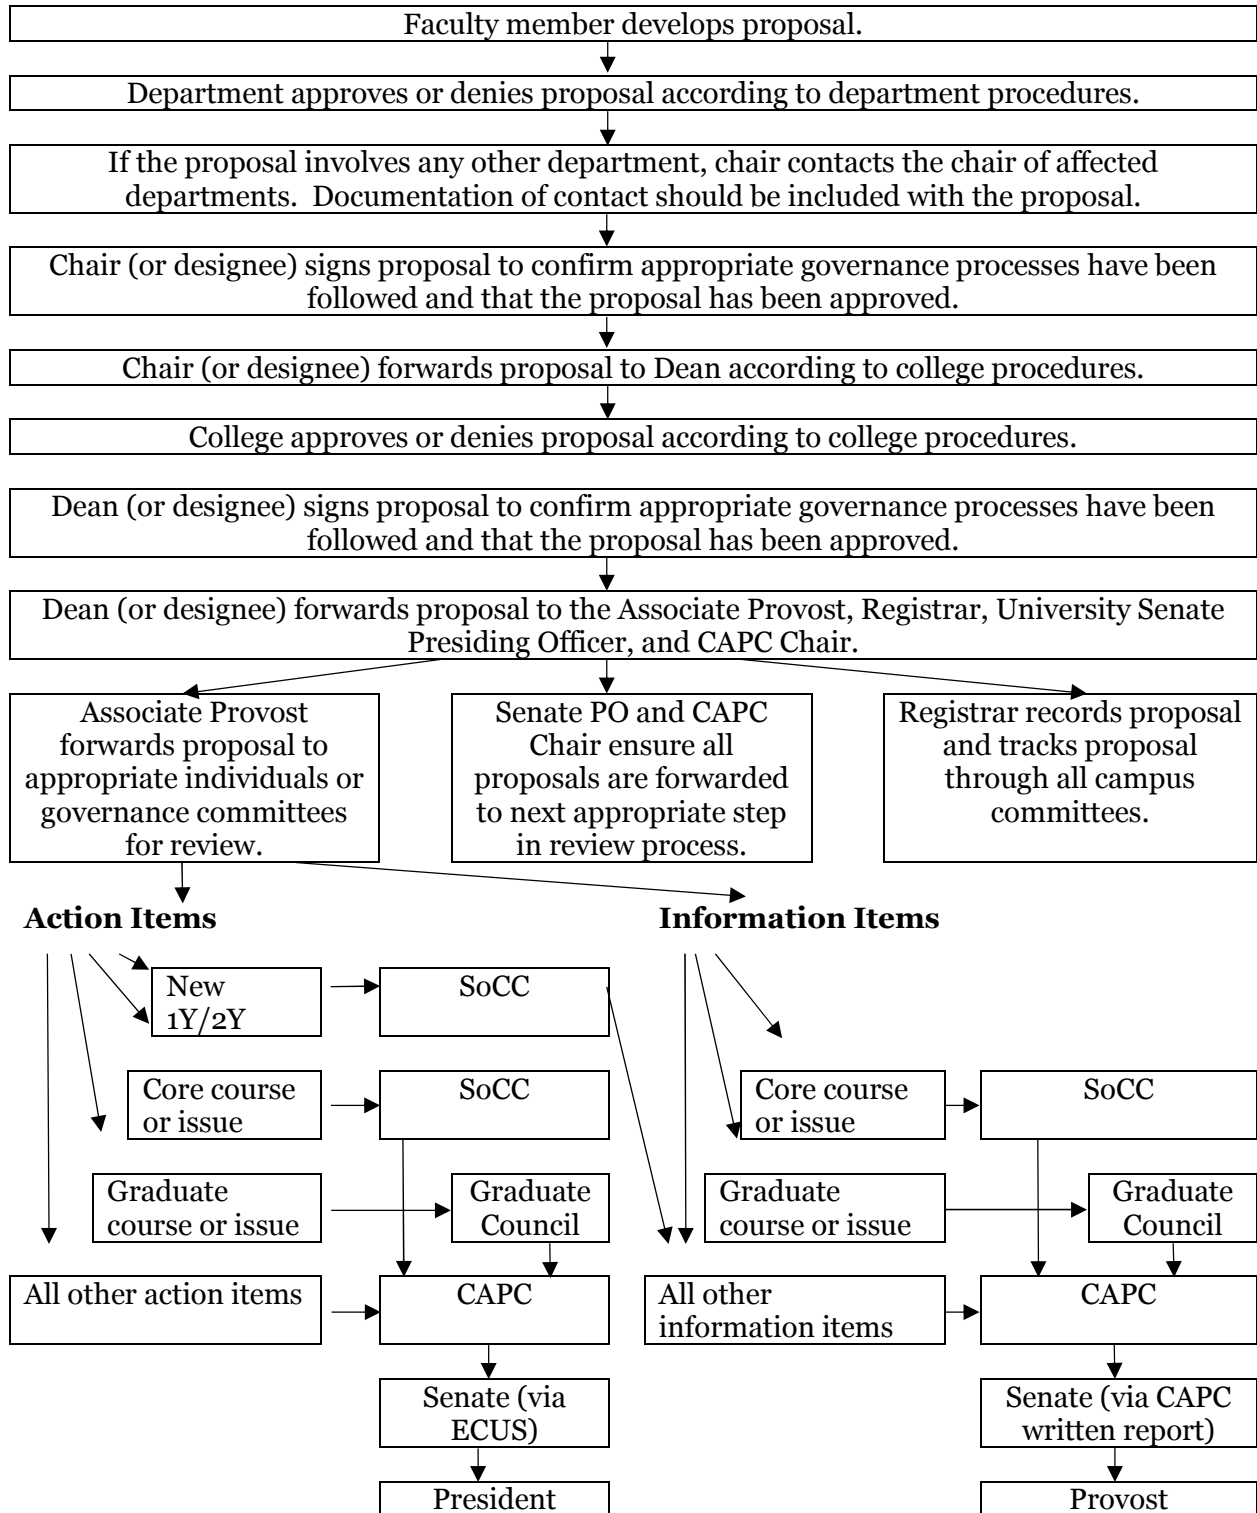 Faculty member develops proposal.
Department approves or denies proposal according to department procedures.
If the proposal involves any other department, chair contacts the chair of affected
departments.  Documentation of contact should be included with the proposal.
Chair (or designee) signs proposal to confirm appropriate governance processes have been
followed and that the proposal has been approved.
Chair (or designee) forwards proposal to Dean according to college procedures.
College approves or denies proposal according to college procedures.
Dean (or designee) signs proposal to confirm appropriate governance processes have been
followed and that the proposal has been approved.
Dean (or designee) forwards proposal to the Associate Provost, Registrar, University Senate
Presiding Officer, and CAPC Chair.
Associate Provost
forwards proposal to
appropriate individuals or
governance committees
for review.
Senate PO and CAPC
Chair ensure all
proposals are forwarded
to next appropriate step
in review process.
Registrar records proposal
and tracks proposal
through all campus
committees.
Action Items
Information Items
New
1Y/2Y
SoCC
Core course
or issue
SoCC
Core course
or issue
SoCC
Graduate
course or issue
Graduate
Council
Graduate
course or issue
Graduate
Council
All other action items
CAPC
All other
information items
CAPC
Senate (via
ECUS)
Senate (via CAPC
written report)
President
Provost